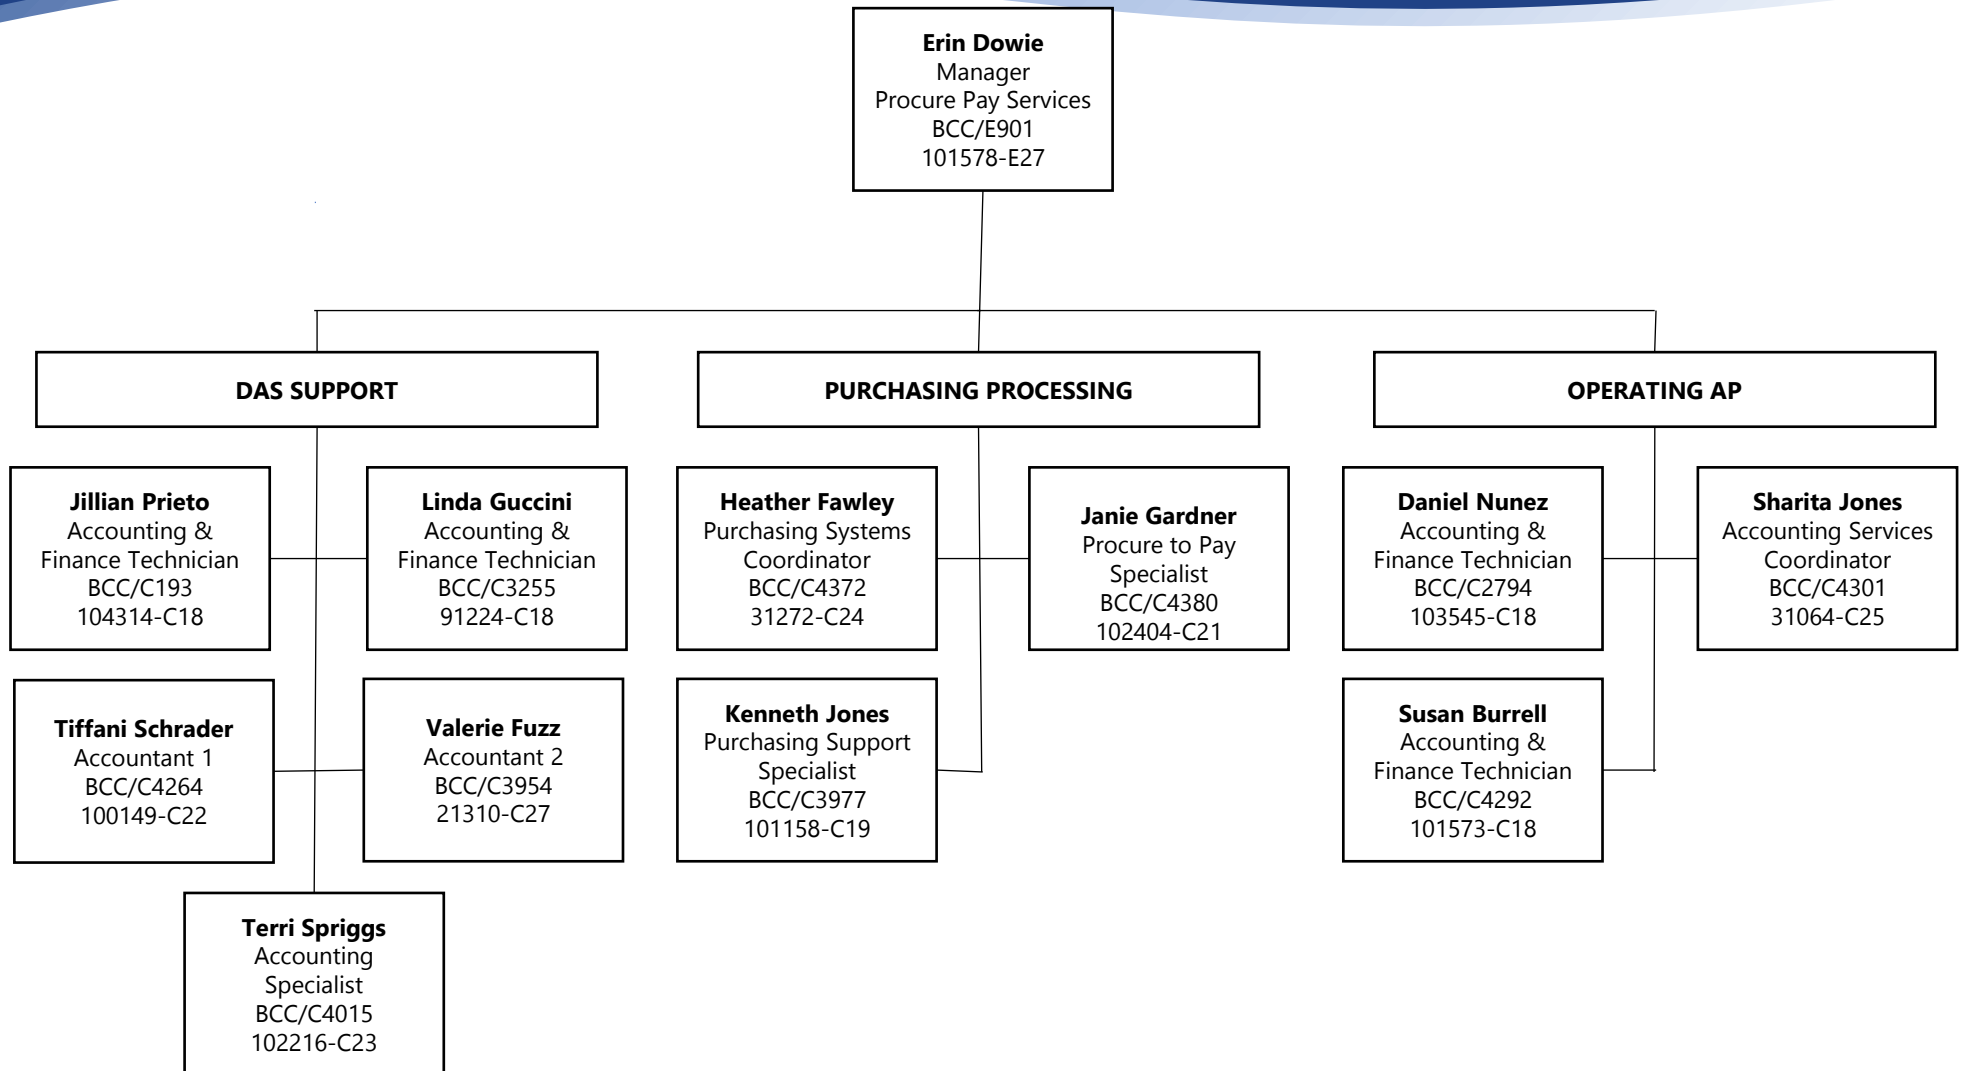 Erin Dowie
Manager
Procure Pay Services
BCC/E901
101578-E27
DAS SUPPORT
PURCHASING PROCESSING
OPERATING AP
Jillian Prieto
Accounting &
Finance Technician
BCC/C193
104314-C18
Linda Guccini
Accounting &
Finance Technician
BCC/C3255
91224-C18
Heather Fawley
Purchasing Systems
Coordinator
BCC/C4372
31272-C24
Janie Gardner
Procure to Pay
Specialist
BCC/C4380
102404-C21
Daniel Nunez
Accounting &
Finance Technician
BCC/C2794
103545-C18
Sharita Jones
Accounting Services
Coordinator
BCC/C4301
31064-C25
Tiffani Schrader
Accountant 1
BCC/C4264
100149-C22
Valerie Fuzz
Accountant 2
BCC/C3954
21310-C27
Kenneth Jones
Purchasing Support
Specialist
BCC/C3977
101158-C19
Susan Burrell
Accounting &
Finance Technician
BCC/C4292
101573-C18
Terri Spriggs
Accounting
Specialist
BCC/C4015
102216-C23